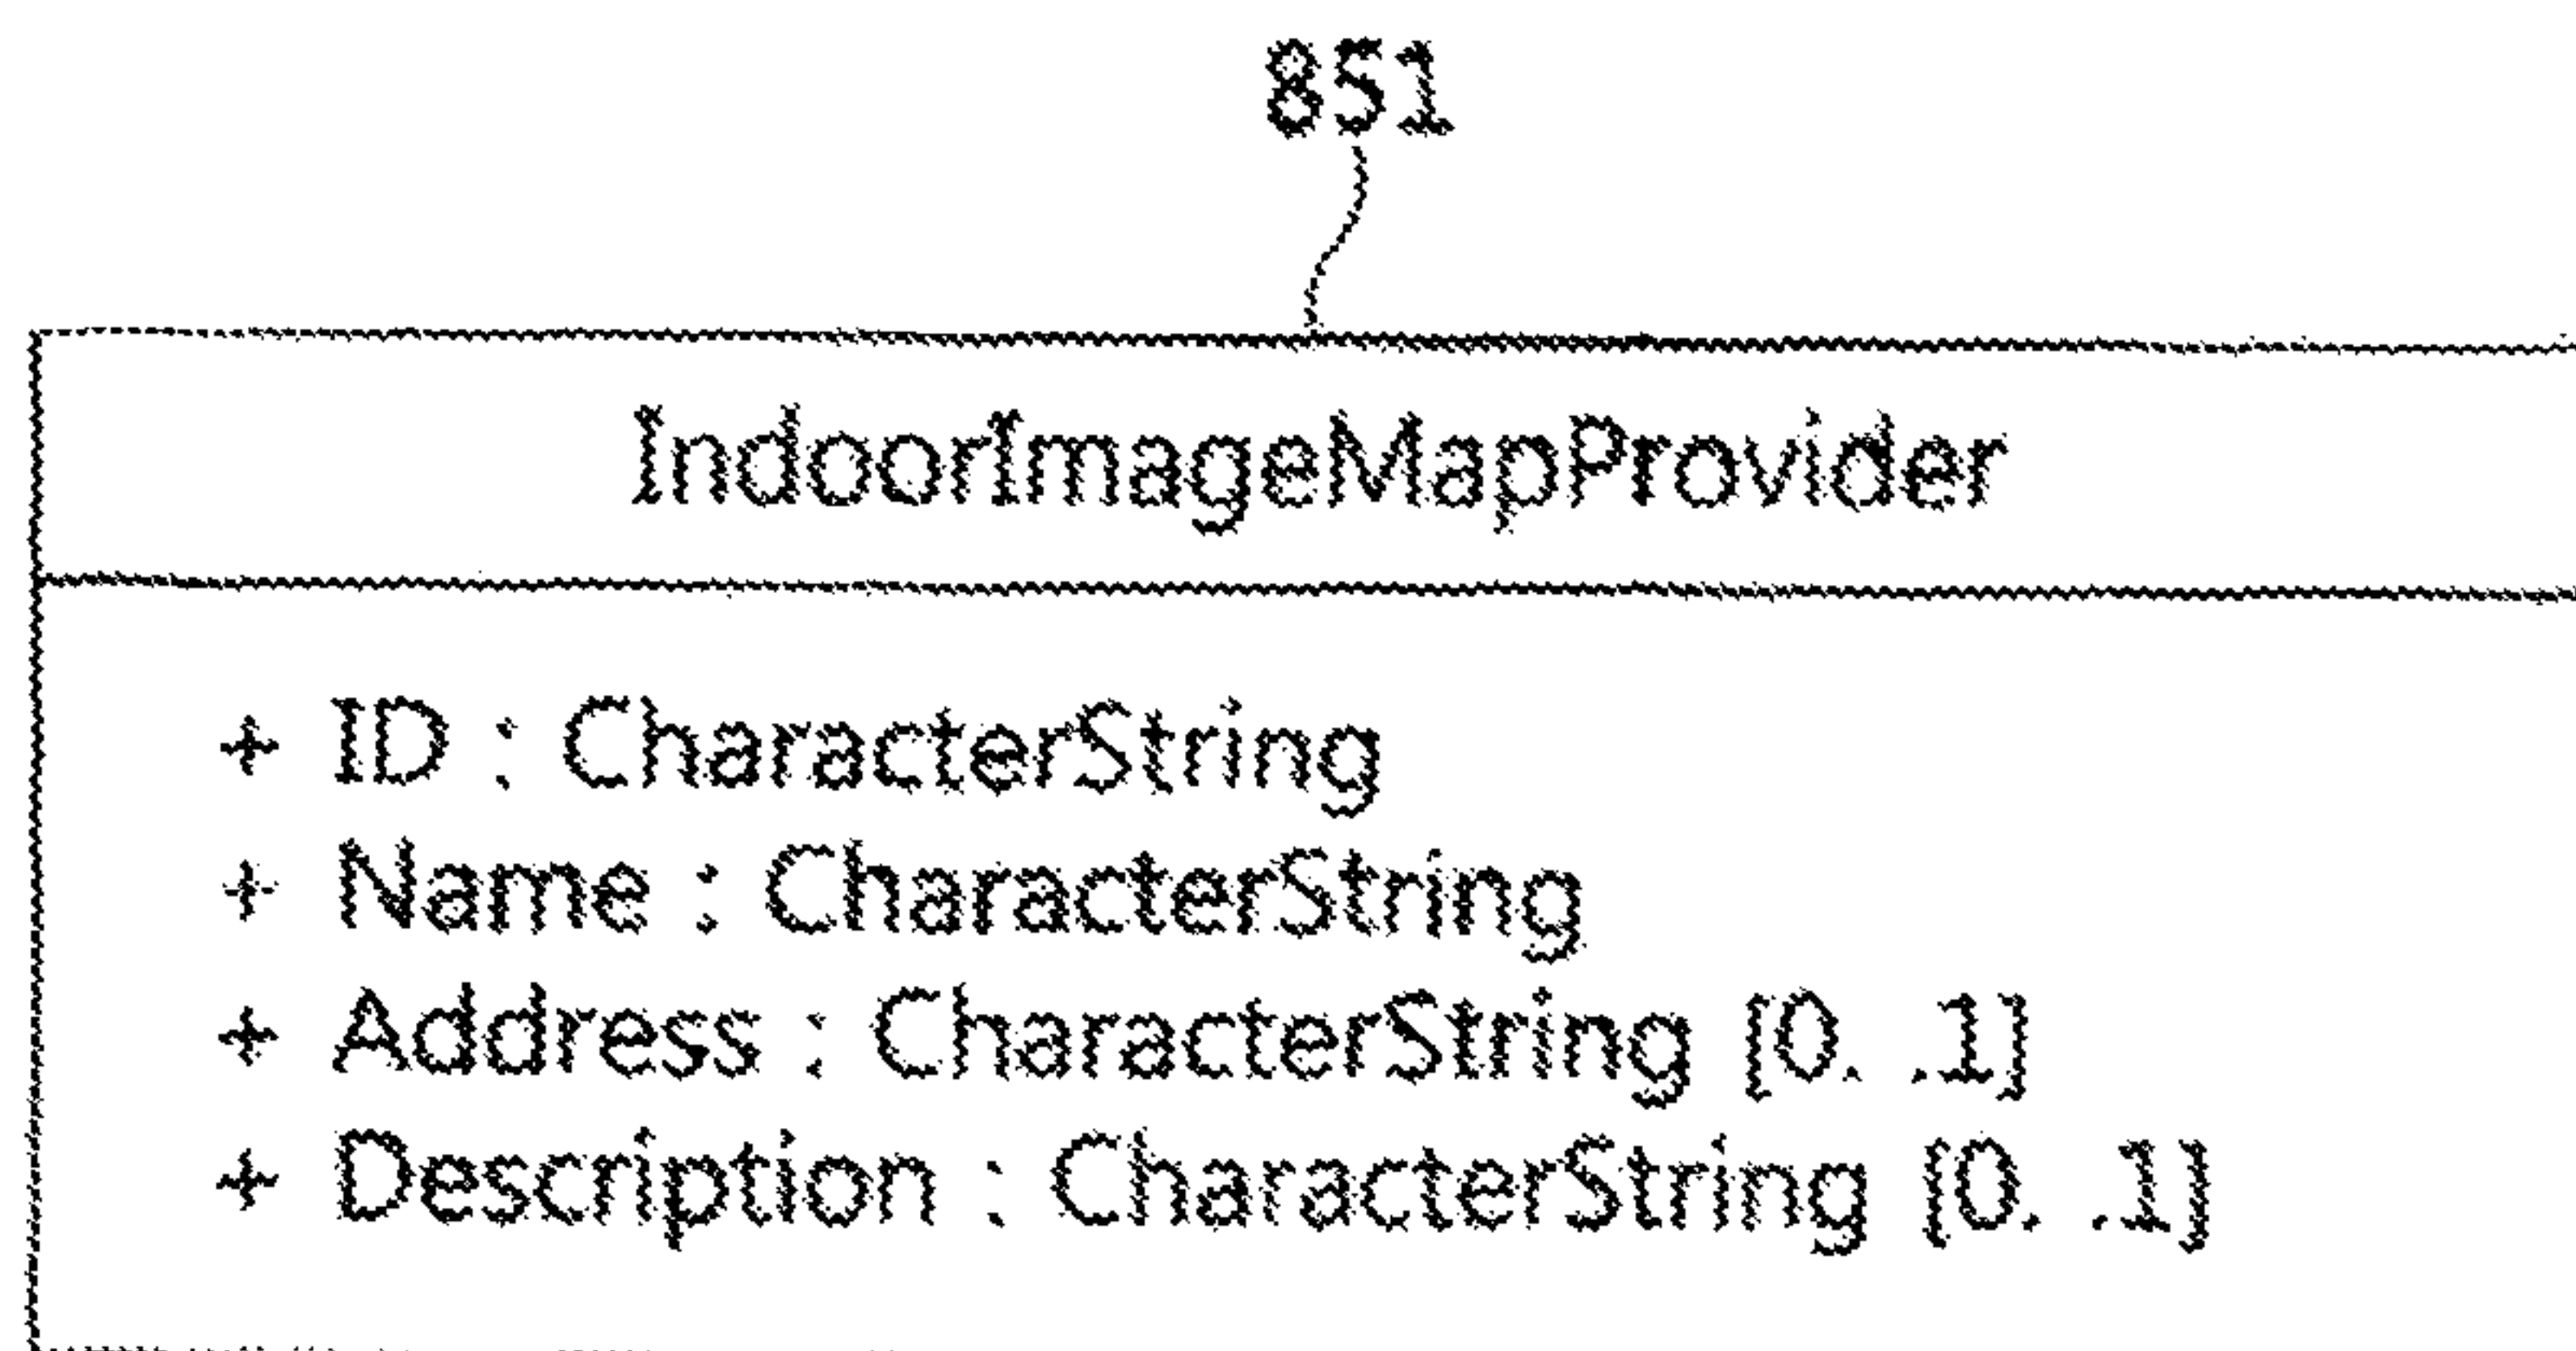 851
IndoorImageMapProvider
+ ID : CharacterString
+ Name : CharacterString
+ Address : CharacterString [0. .1]
+ Description : CharacterString [0. .1]